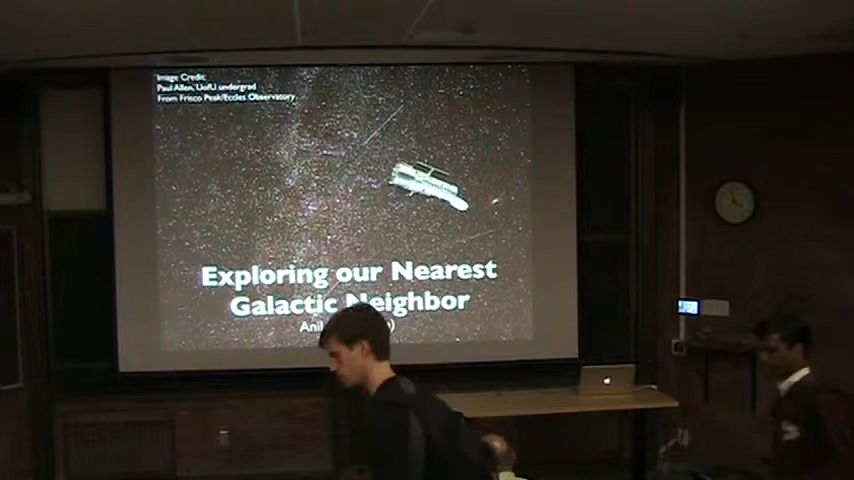 Image Credit:
Paul Allen, UofU undergrad
From Frisco Peak/Eccles Observatory
Exploring our Nearest
Galactic Neighbor
Anil